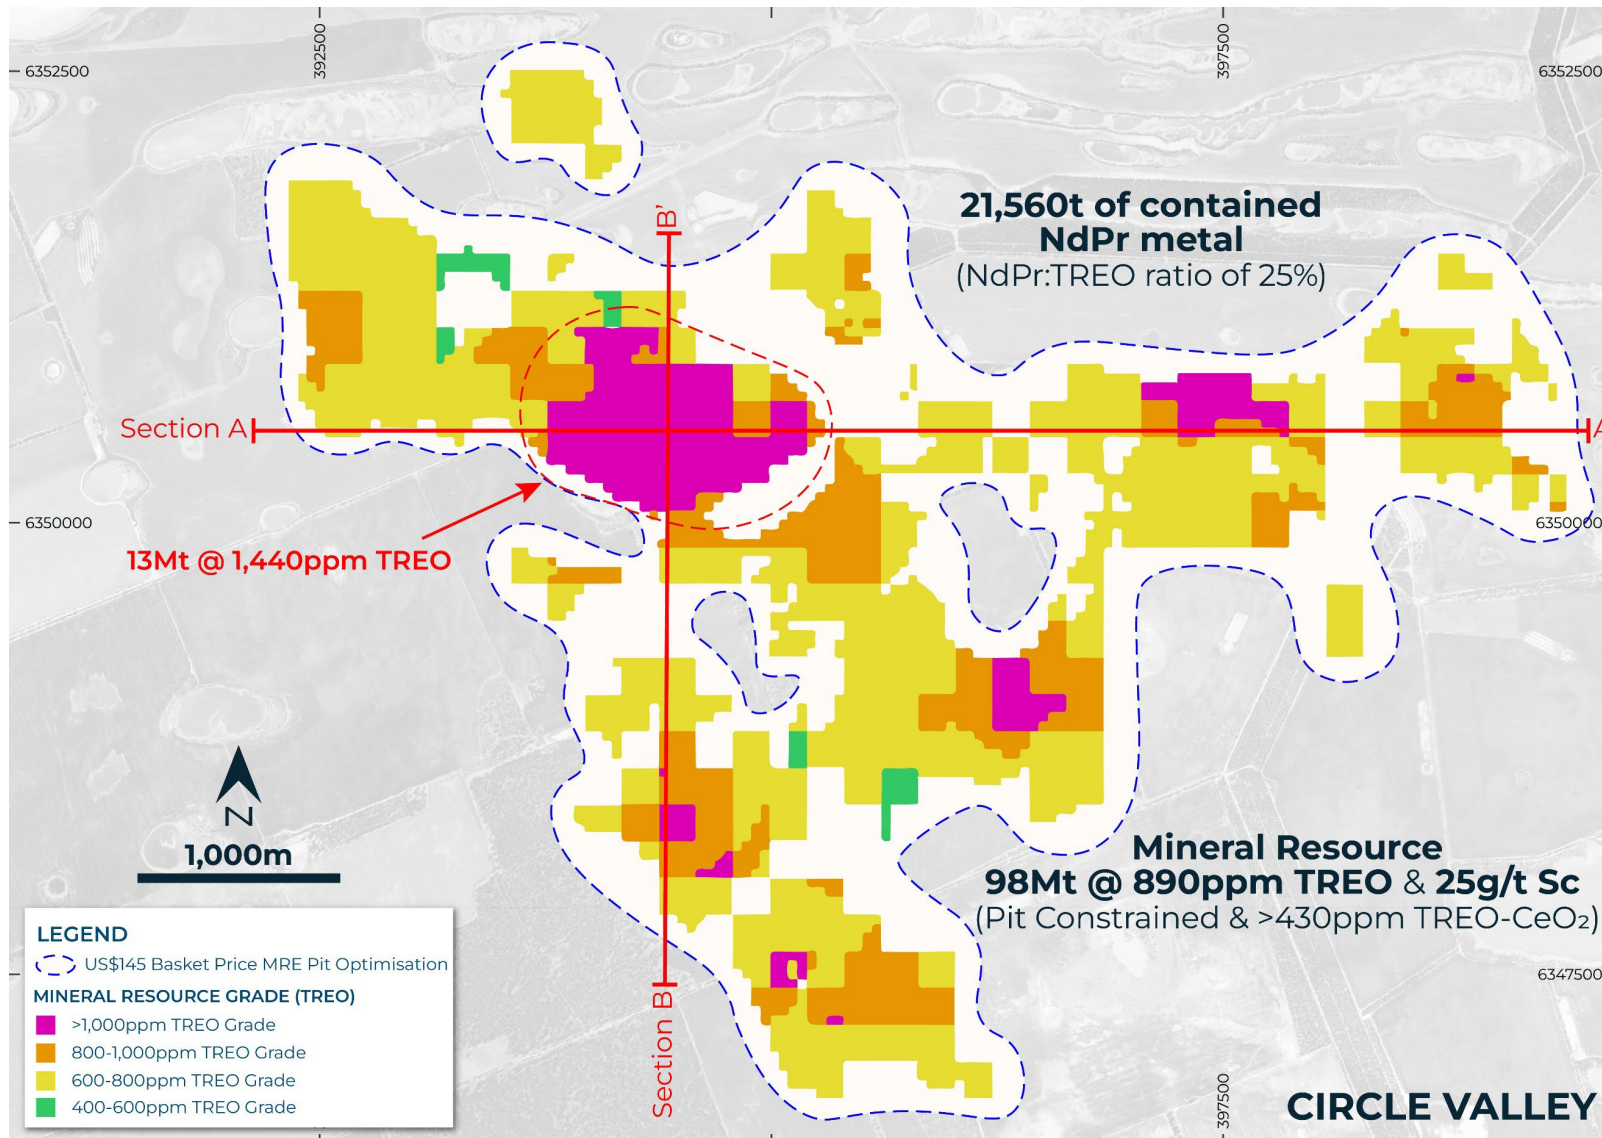 392500
397500
6352500
6352500
B'
21,560t of contained
NdPr metal
(NdPr:TREO ratio of 25%)
Section A
A
6350000
6350000
13Mt @ 1,440ppm TREO
N
1,000m
Mineral Resource
98Mt @ 890ppm TREO & 25g/t Sc
(Pit Constrained & >430ppm TREO-CeO₂)
LEGEND
US$145 Basket Price MRE Pit Optimisation
MINERAL RESOURCE GRADE (TREO)
>1,000ppm TREO Grade
800-1,000ppm TREO Grade
600-800ppm TREO Grade
400-600ppm TREO Grade
6347500
Section B
397500
CIRCLE VALLEY